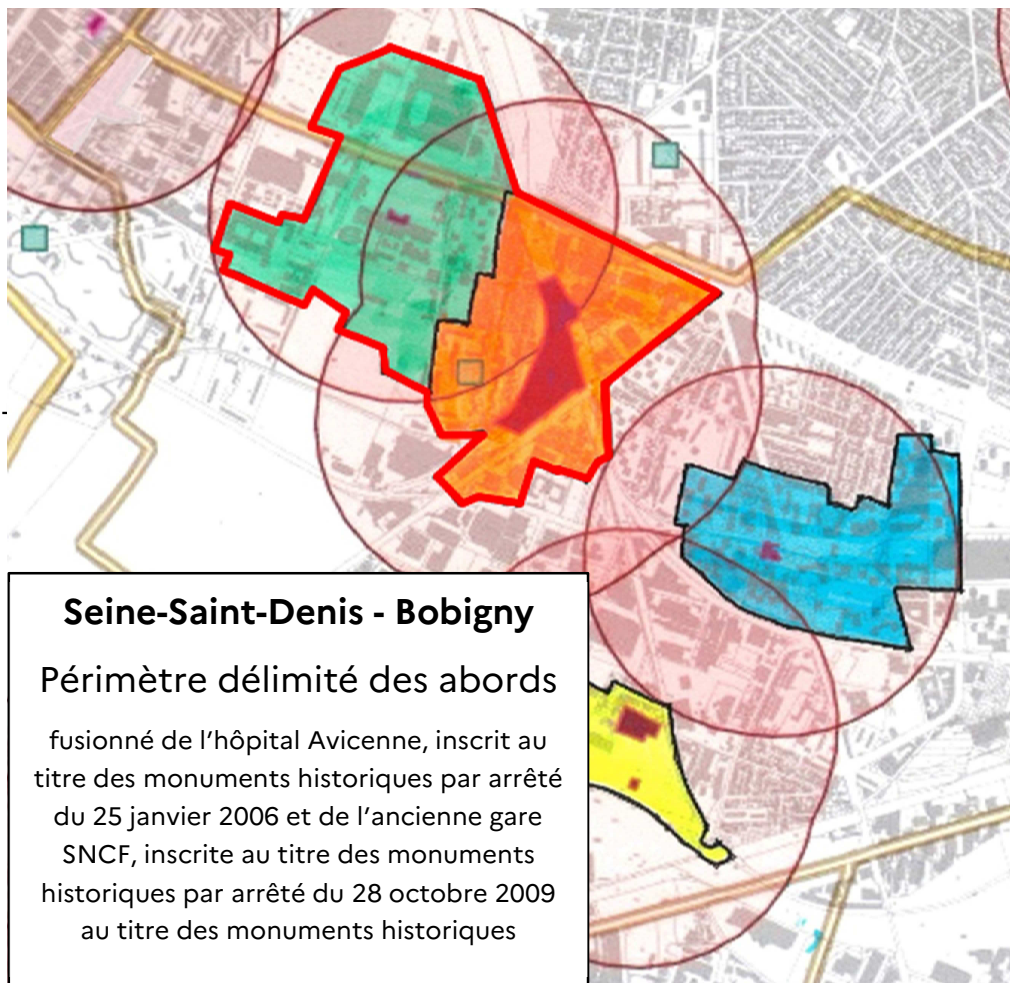 Seine-Saint-Denis - Bobigny
Périmètre délimité des abords
fusionné de l’hôpital Avicenne, inscrit au
titre des monuments historiques par arrêté
du 25 janvier 2006 et de l’ancienne gare
SNCF, inscrite au titre des monuments
historiques par arrêté du 28 octobre 2009
au titre des monuments historiques